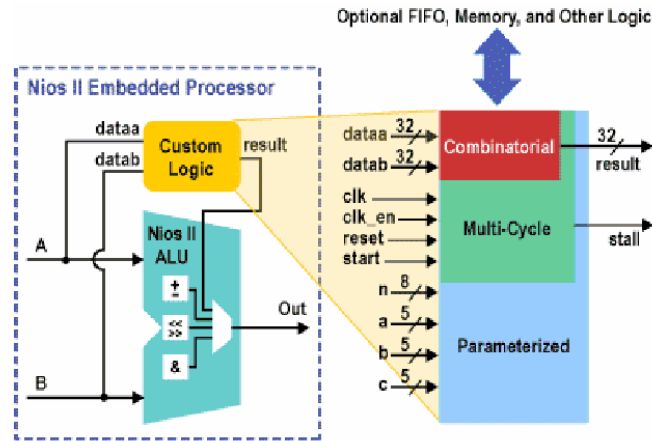 Optional FIFO, Memory, and Other Logic
Nios II Embedded Processor
dataa
datab
Custom
Logic
result
A
Nios II
ALU
+
-
<<
>>
&
Out
B
dataa 32
datab 32
clk
clk_en
reset
start
n 8
a 5
b 5
c 5
Combinatorial
Multi-Cycle
Parameterized
32
result
stall